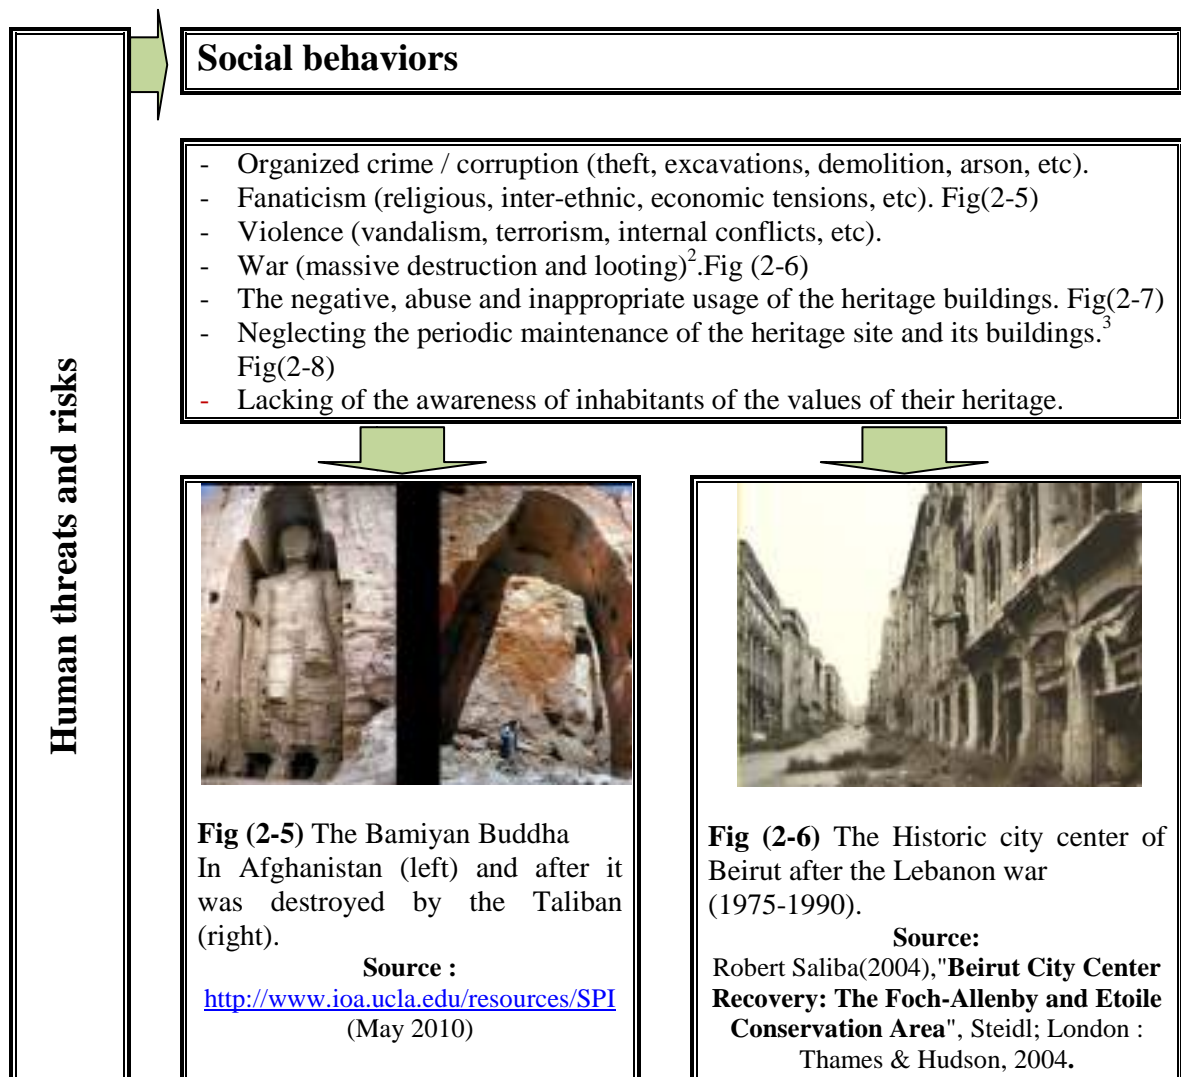 Human threats and risks
Social behaviors
- Organized crime / corruption (theft, excavations, demolition, arson, etc).
- Fanaticism (religious, inter-ethnic, economic tensions, etc). Fig(2-5)
- Violence (vandalism, terrorism, internal conflicts, etc).
- War (massive destruction and looting)2.Fig (2-6)
- The negative, abuse and inappropriate usage of the heritage buildings. Fig(2-7)
- Neglecting the periodic maintenance of the heritage site and its buildings.3
Fig(2-8)
- Lacking of the awareness of inhabitants of the values of their heritage.
Fig (2-5) The Bamiyan Buddha
In Afghanistan (left) and after it
was destroyed by the Taliban
(right).
Source :
http://www.ioa.ucla.edu/resources/SPI
(May 2010)
Fig (2-6) The Historic city center of
Beirut after the Lebanon war
(1975-1990).
Source:
Robert Saliba(2004),"Beirut City Center
Recovery: The Foch-Allenby and Etoile
Conservation Area", Steidl; London :
Thames & Hudson, 2004.